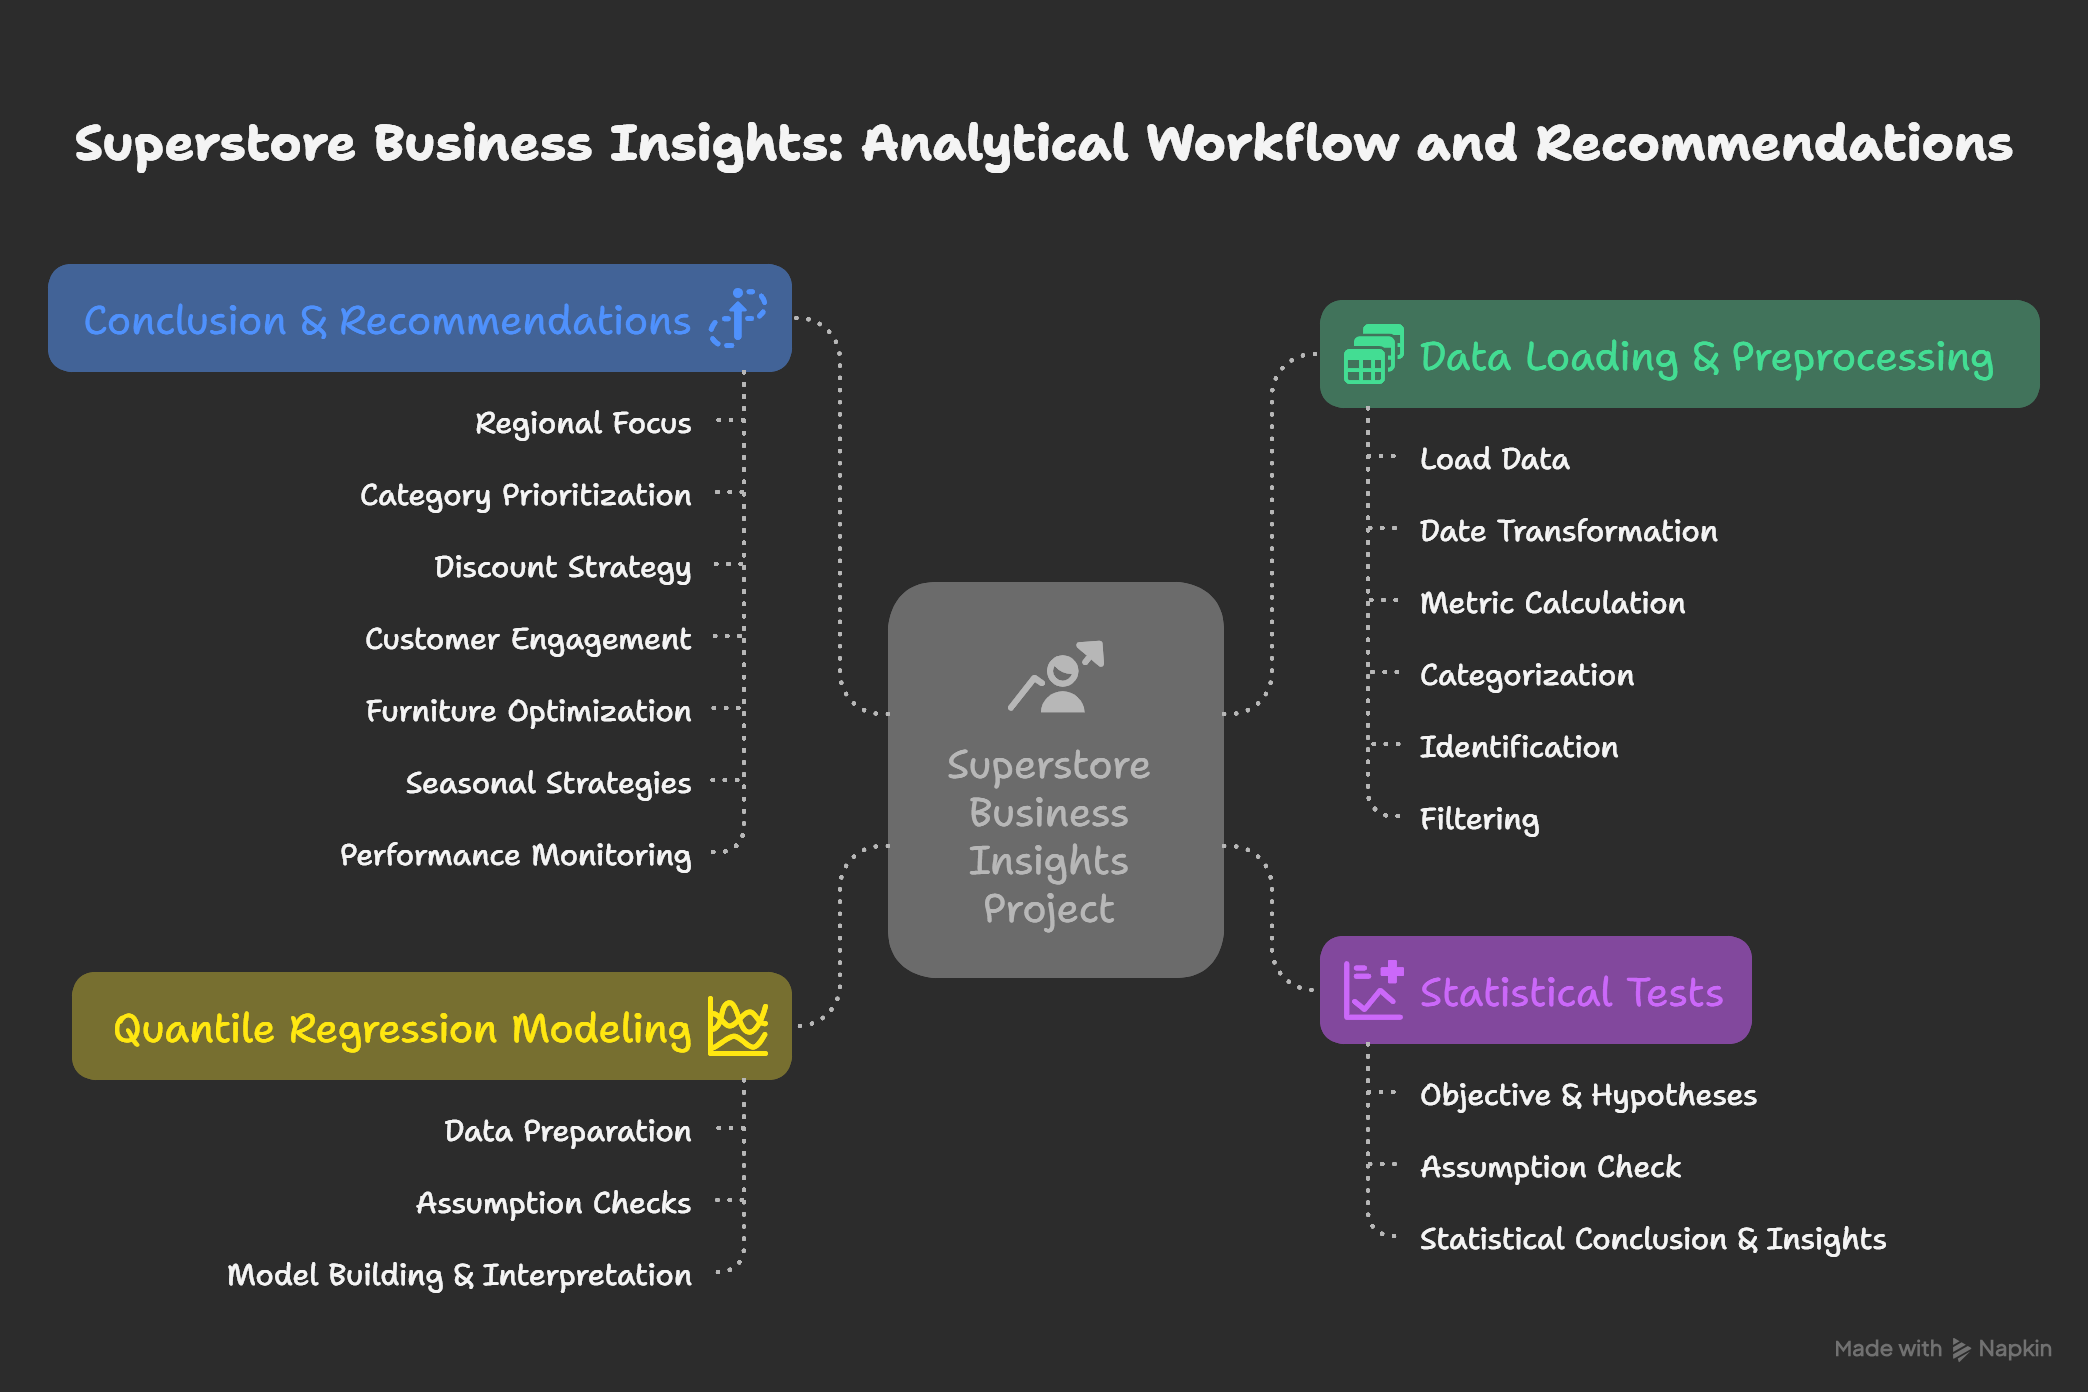 Superstore Business Insights: Analytical Workflow and Recommendations
Conclusion & Recommendations
Regional Focus
Category Prioritization
Discount Strategy
Customer Engagement
Furniture Optimization
Seasonal Strategies
Performance Monitoring
Quantile Regression Modeling
Data Preparation
Assumption Checks
Model Building & Interpretation
Superstore
Business
Insights
Project
Data Loading & Preprocessing
Load Data
Date Transformation
Metric Calculation
Categorization
Identification
Filtering
Statistical Tests
Objective & Hypotheses
Assumption Check
Statistical Conclusion & Insights
Made with Napkin